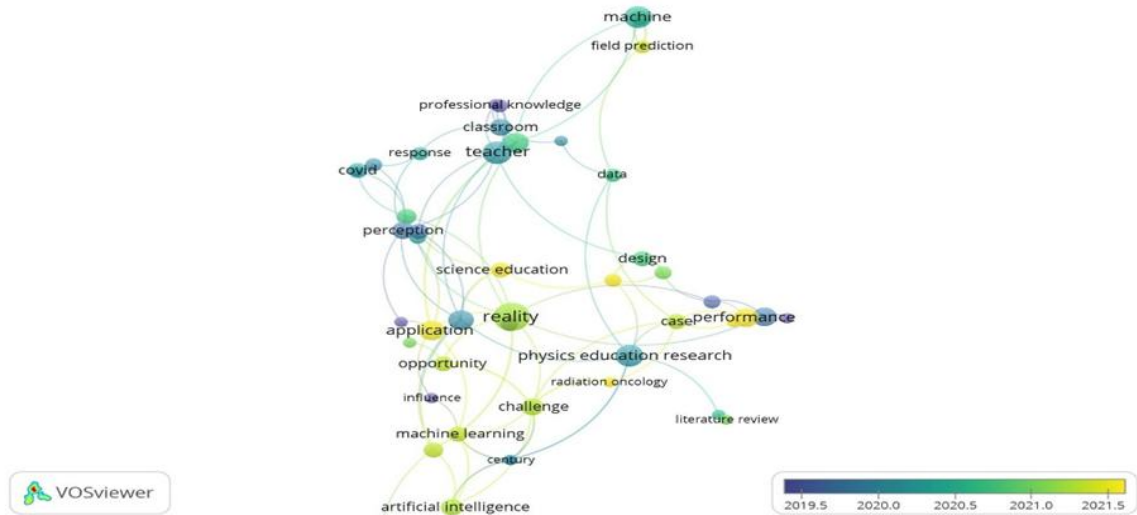 machine
field prediction
professional knowledge
classroom
teacher
response
covid
data
perception
design
science education
reality
performance
case
application
physics education research
opportunity
radiation oncology
influence
challenge
literature review
machine learning
century
artificial intelligence
VOSviewer
2019.5 2020.0 2020.5 2021.0 2021.5